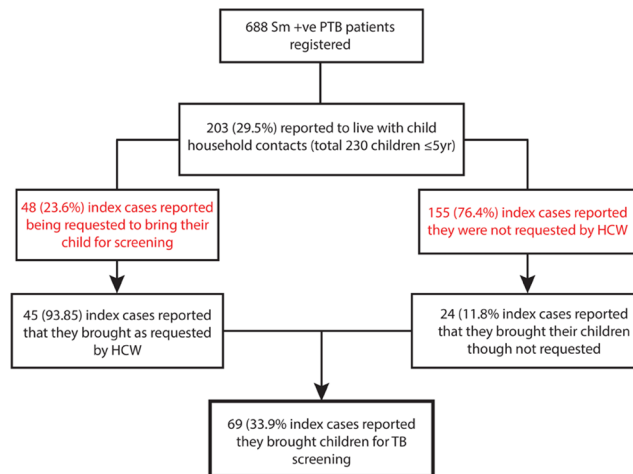 688 Sm +ve PTB patients
registered
203 (29.5%) reported to live with child
household contacts (total 230 children ≤5yr)
48 (23.6%) index cases reported
being requested to bring their
child for screening
155 (76.4%) index cases reported
they were not requested by HCW
45 (93.85) index cases reported
that they brought as requested
by HCW
24 (11.8% index cases reported
that they brought their children
though not requested
69 (33.9% index cases reported
they brought children for TB
screening